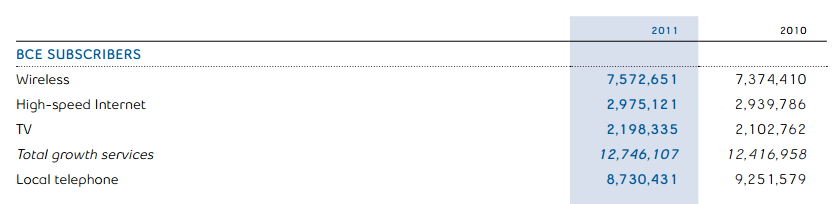 2011 2010
BCE SUBSCRIBERS
Wireless 7,572,651 7,374,410
High-speed Internet 2,975,121 2,939,786
TV 2,198,335 2,102,762
Total growth services 12,746,107 12,416,958
Local telephone 8,730,431 9,251,579